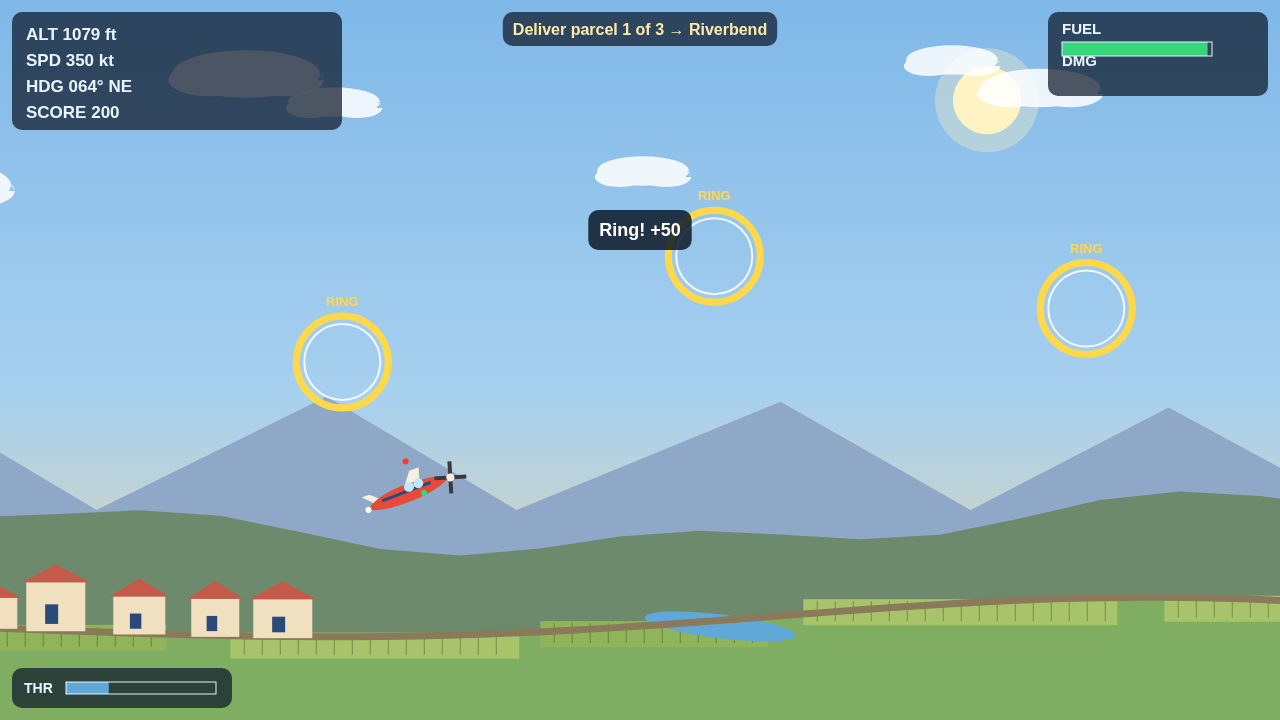 ALT 1079 ft
SPD 350 kt
HDG 064° NE
SCORE 200
Deliver parcel 1 of 3 → Riverbend
FUEL
DMG
RING
Ring! +50
RING
RING
THR